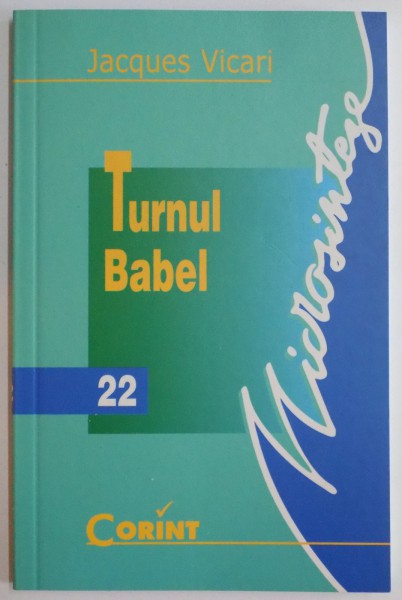 Jacques Vicari
Turnul
Babel
22
Microsinteze
CORINT